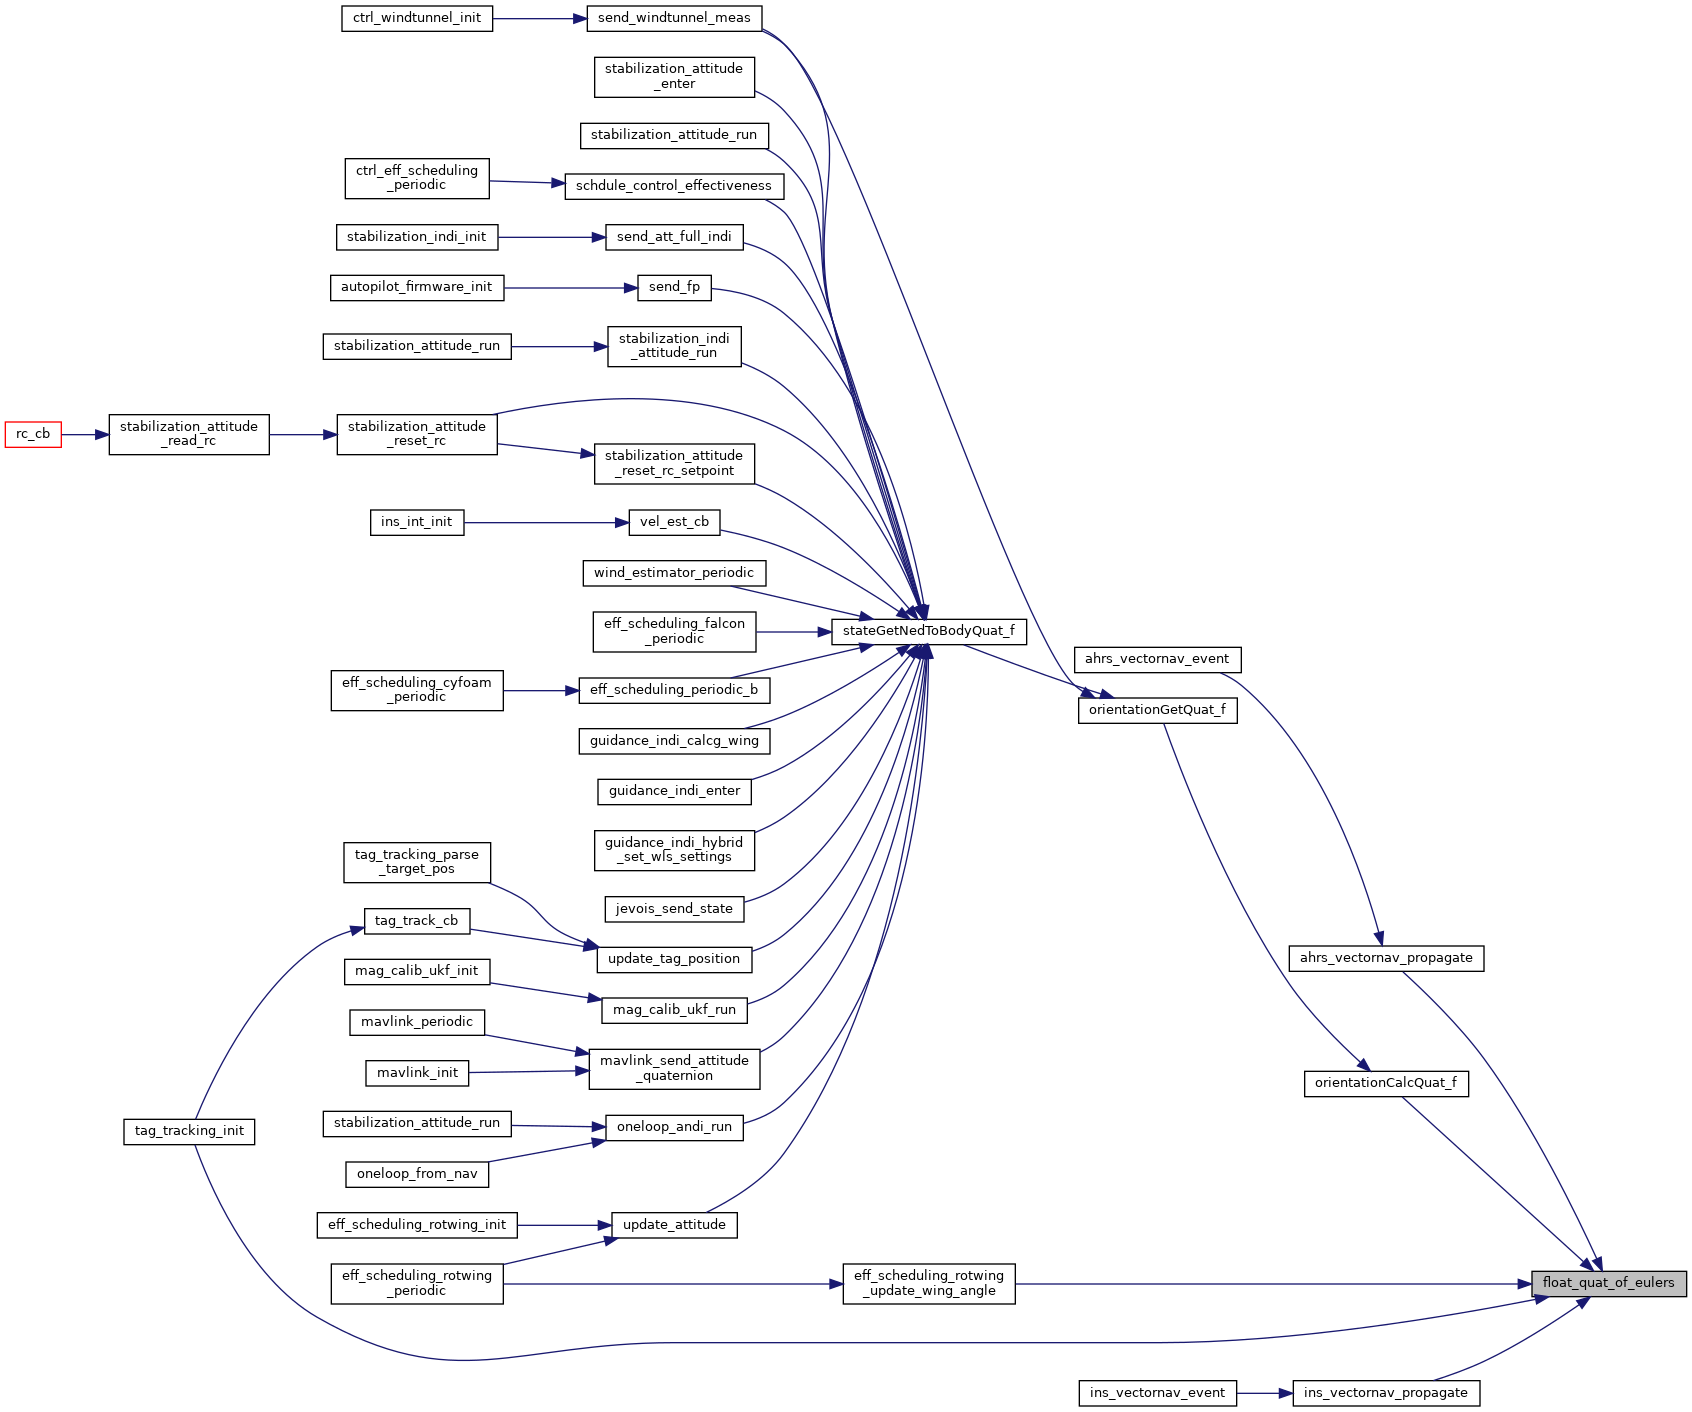 ctrl_windtunnel_init
send_windtunnel_meas
stabilization_attitude
_enter
stabilization_attitude_run
ctrl_eff_scheduling
_periodic
schdule_control_effectiveness
stabilization_indi_init
send_att_full_indi
autopilot_firmware_init
send_fp
stabilization_attitude_run
stabilization_indi
_attitude_run
rc_cb
stabilization_attitude
_read_rc
stabilization_attitude
_reset_rc
stabilization_attitude
_reset_rc_setpoint
ins_int_init
vel_est_cb
wind_estimator_periodic
eff_scheduling_falcon
_periodic
stateGetNedToBodyQuat_f
ahrs_vectornav_event
eff_scheduling_cyfoam
_periodic
eff_scheduling_periodic_b
orientationGetQuat_f
guidance_indi_calcg_wing
guidance_indi_enter
guidance_indi_hybrid
_set_wls_settings
tag_tracking_parse
_target_pos
jevois_send_state
tag_track_cb
update_tag_position
ahrs_vectornav_propagate
mag_calib_ukf_init
mag_calib_ukf_run
mavlink_periodic
mavlink_send_attitude
_quaternion
mavlink_init
orientationCalcQuat_f
stabilization_attitude_run
oneloop_andi_run
tag_tracking_init
oneloop_from_nav
eff_scheduling_rotwing_init
update_attitude
eff_scheduling_rotwing
_periodic
eff_scheduling_rotwing
_update_wing_angle
float_quat_of_eulers
ins_vectornav_event
ins_vectornav_propagate